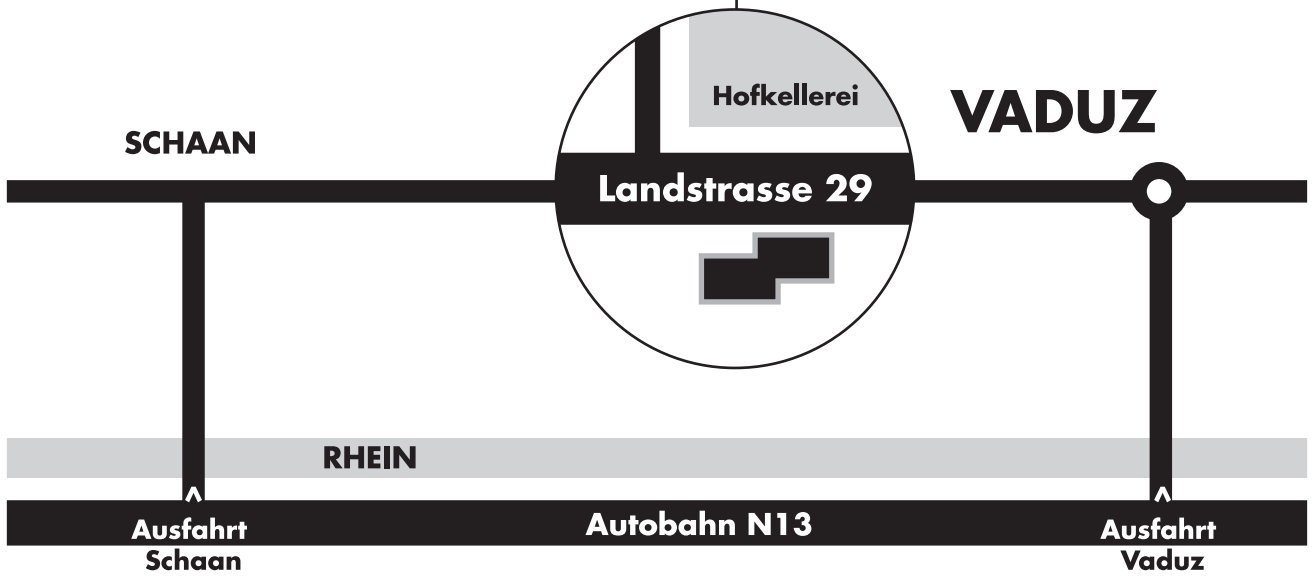 Hofkellerei
VADUZ
SCHAAN
Landstrasse 29
RHEIN
Autobahn N13
Ausfahrt
Schaan
Ausfahrt
Vaduz